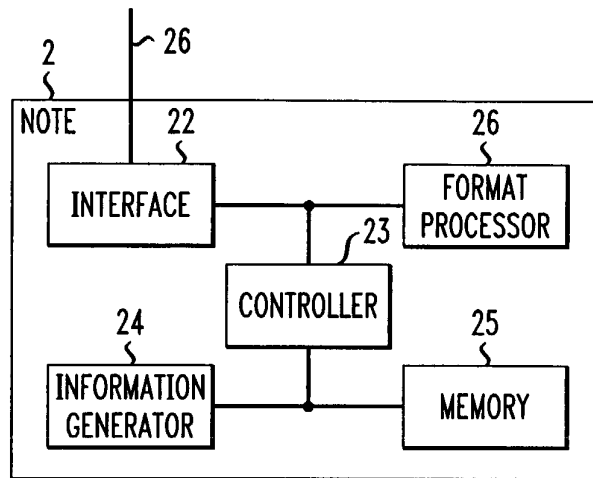 26
2
NOTE
22
INTERFACE
26
FORMAT
PROCESSOR
23
CONTROLLER
24
INFORMATION
GENERATOR
25
MEMORY